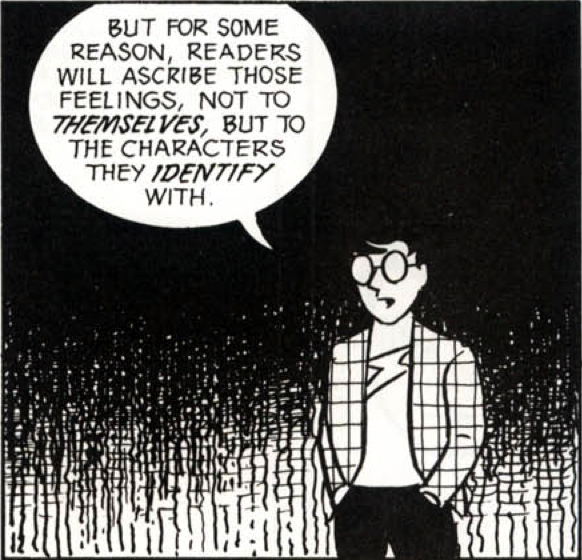 BUT FOR SOME
REASON, READERS
WILL ASCRIBE THOSE
FEELINGS, NOT TO
THEMSELVES, BUT TO
THE CHARACTERS
THEY IDENTIFY
WITH.